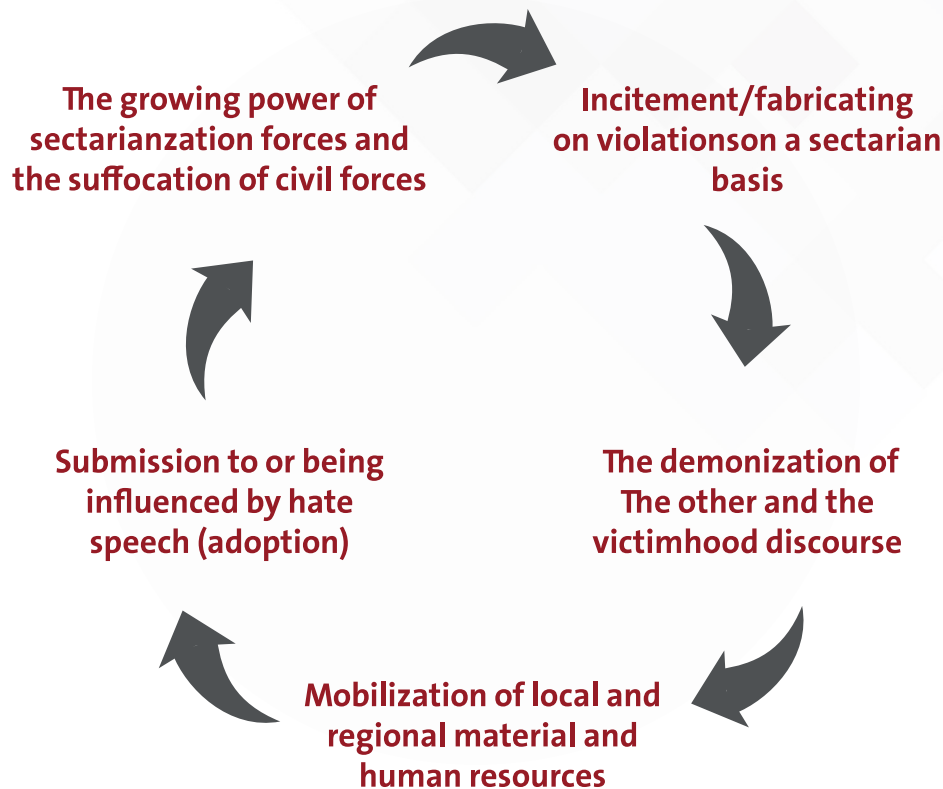 The growing power of
sectarianzation forces and
the suffocation of civil forces
Incitement/fabricating
on violationson a sectarian
basis
The demonization of
The other and the
victimhood discourse
Mobilization of local and
regional material and
human resources
Submission to or being
influenced by hate
speech (adoption)